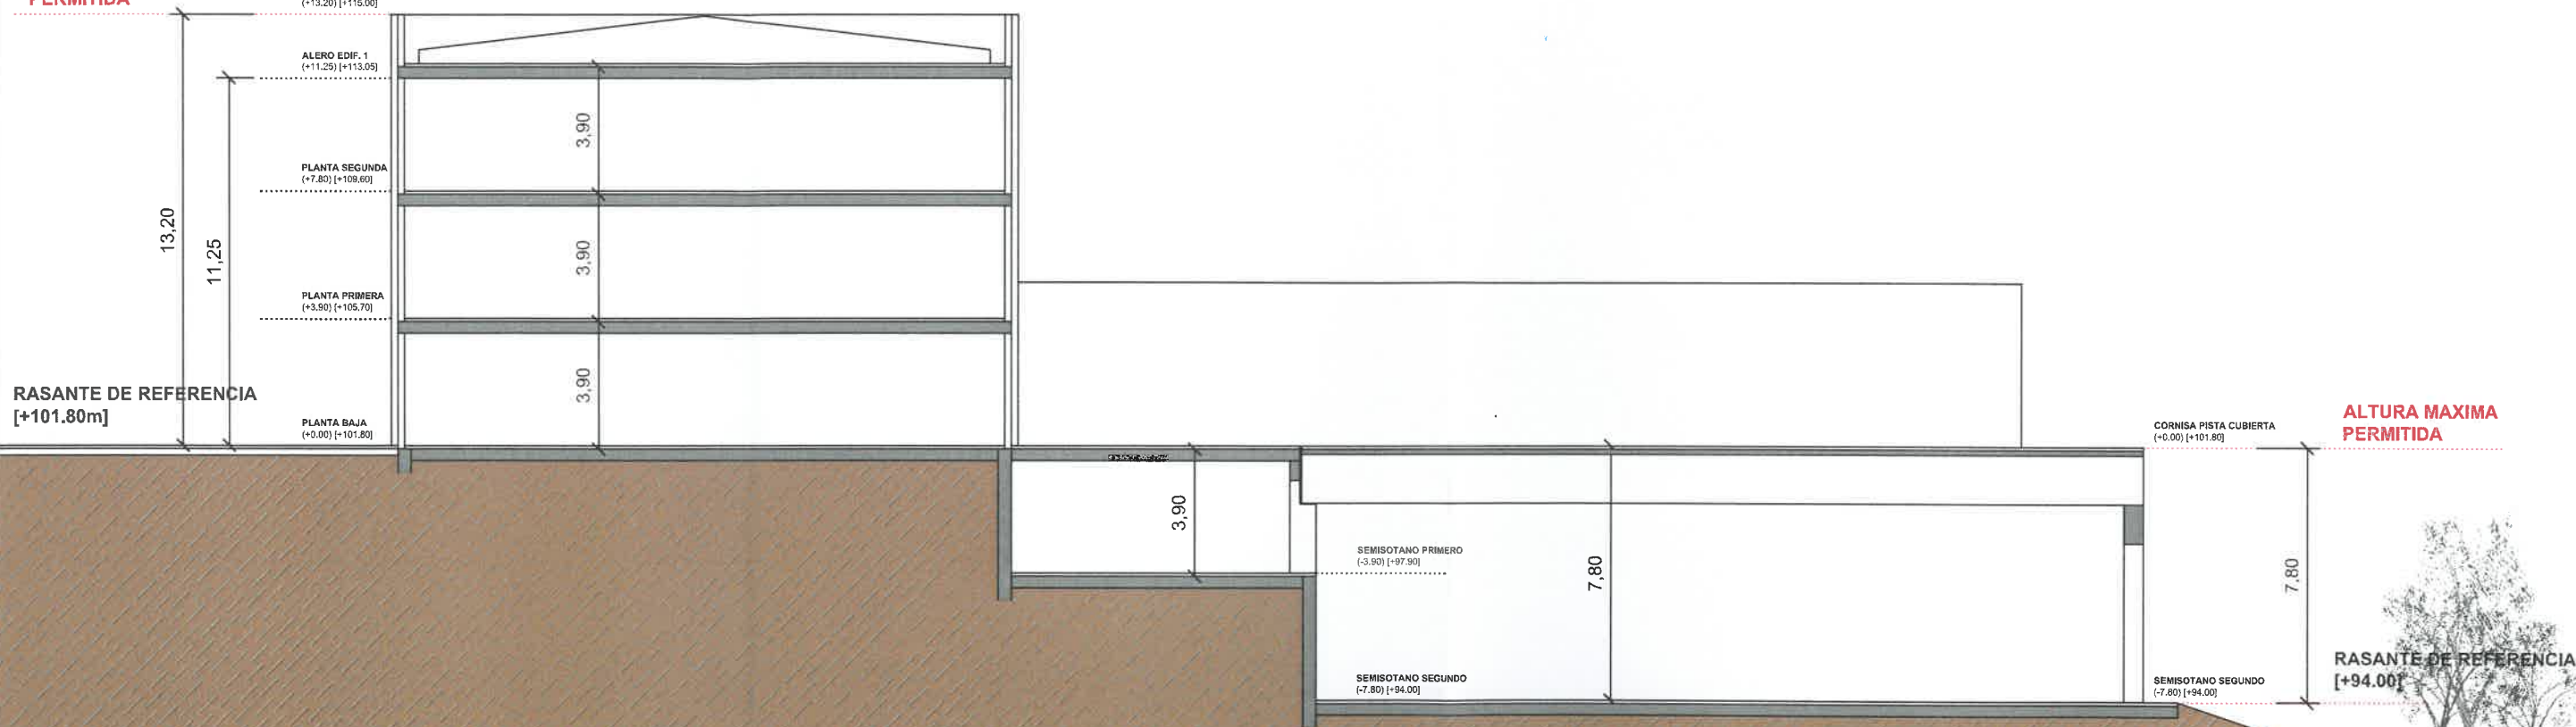 PERMITIDA
(+13.20) [+115.00]
ALERO EDIF. 1
(+11.25) [+113.05]
3,90
PLANTA SEGUNDA
(+7.80) [+109.60]
13,20
11,25
3,90
PLANTA PRIMERA
(+3.90) [+105.70]
3,90
RASANTE DE REFERENCIA
[+101.80m]
PLANTA BAJA
(+0.00) [+101.80]
CORNISA PISTA CUBIERTA
(+0.00) [+101.80]
ALTURA MAXIMA
PERMITIDA
3,90
SEMISOTANO PRIMERO
(-3.90) [+97.90]
7,80
7,80
SEMISOTANO SEGUNDO
(-7.80) [+94.00]
SEMISOTANO SEGUNDO
(-7.80) [+94.00]
RASANTE DE REFERENCIA
[+94.00]